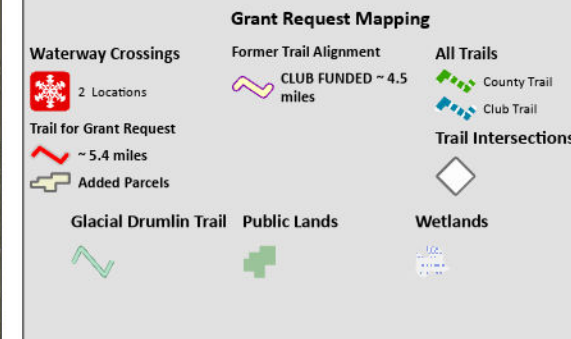 Grant Request Mapping
Waterway Crossings
2 Locations
Trail for Grant Request
~ 5.4 miles
Added Parcels
Former Trail Alignment
CLUB FUNDED ~ 4.5
miles
All Trails
County Trail
Club Trail
Trail Intersections
Glacial Drumlin Trail
Public Lands
Wetlands